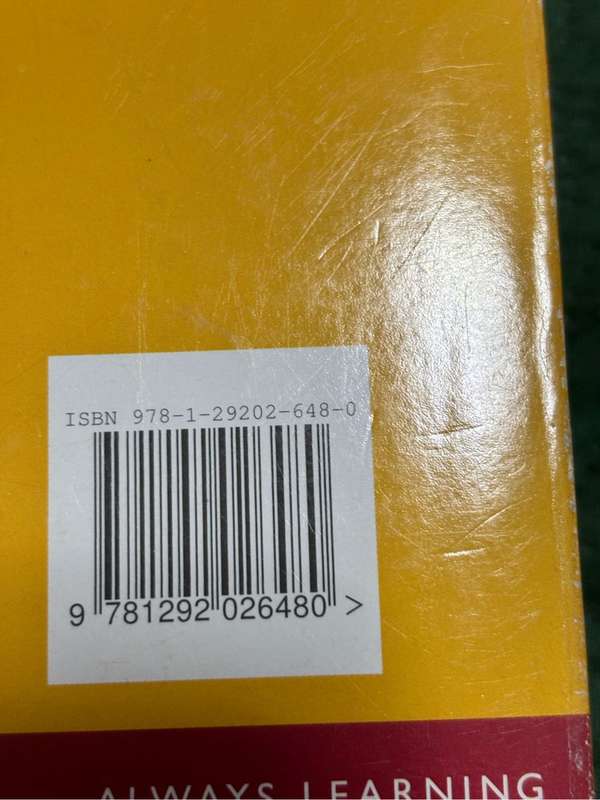 ISBN 978-1-29202-648-0
9 781292 026480 >
ALWAYS LEARNING